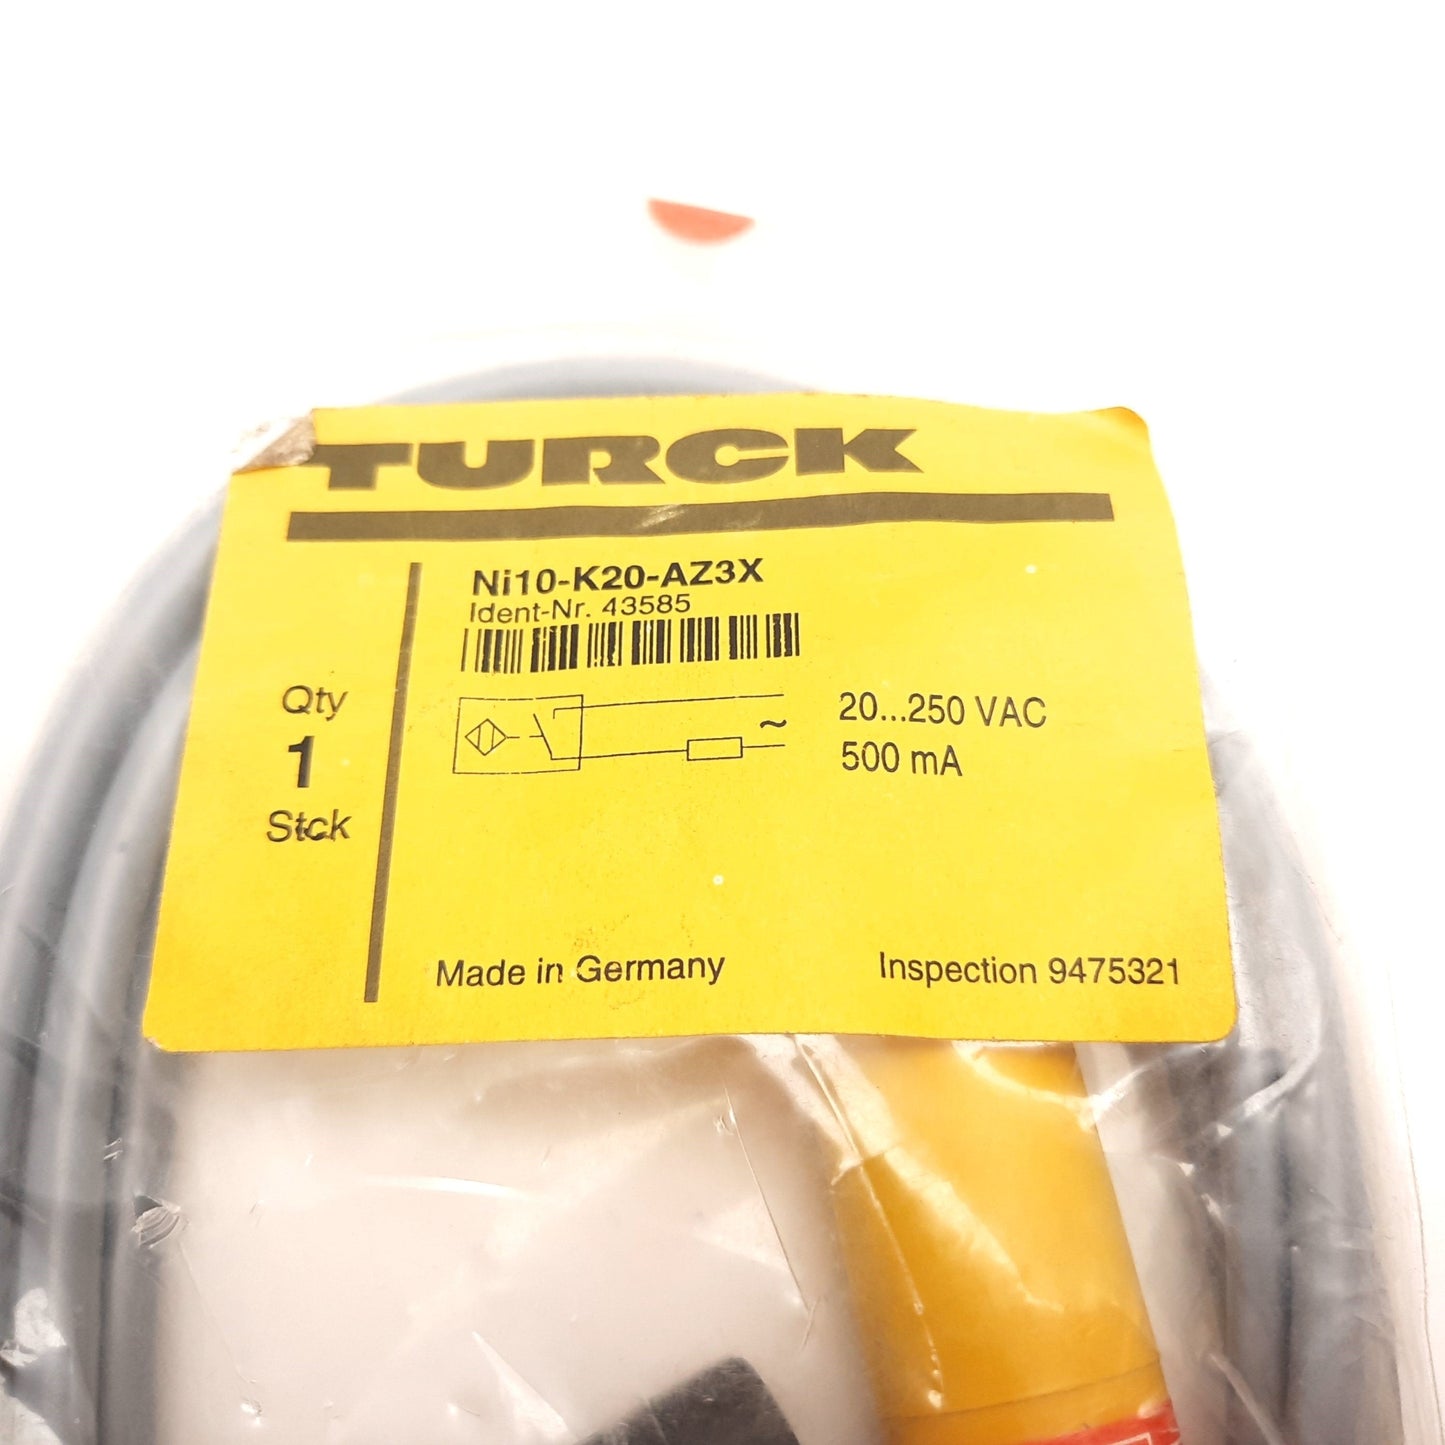 TURCK
Ni10-K20-AZ3X
Ident-Nr. 43585
Qty
1
Stck
~
20...250 VAC
500 mA
Made in Germany
Inspection 9475321